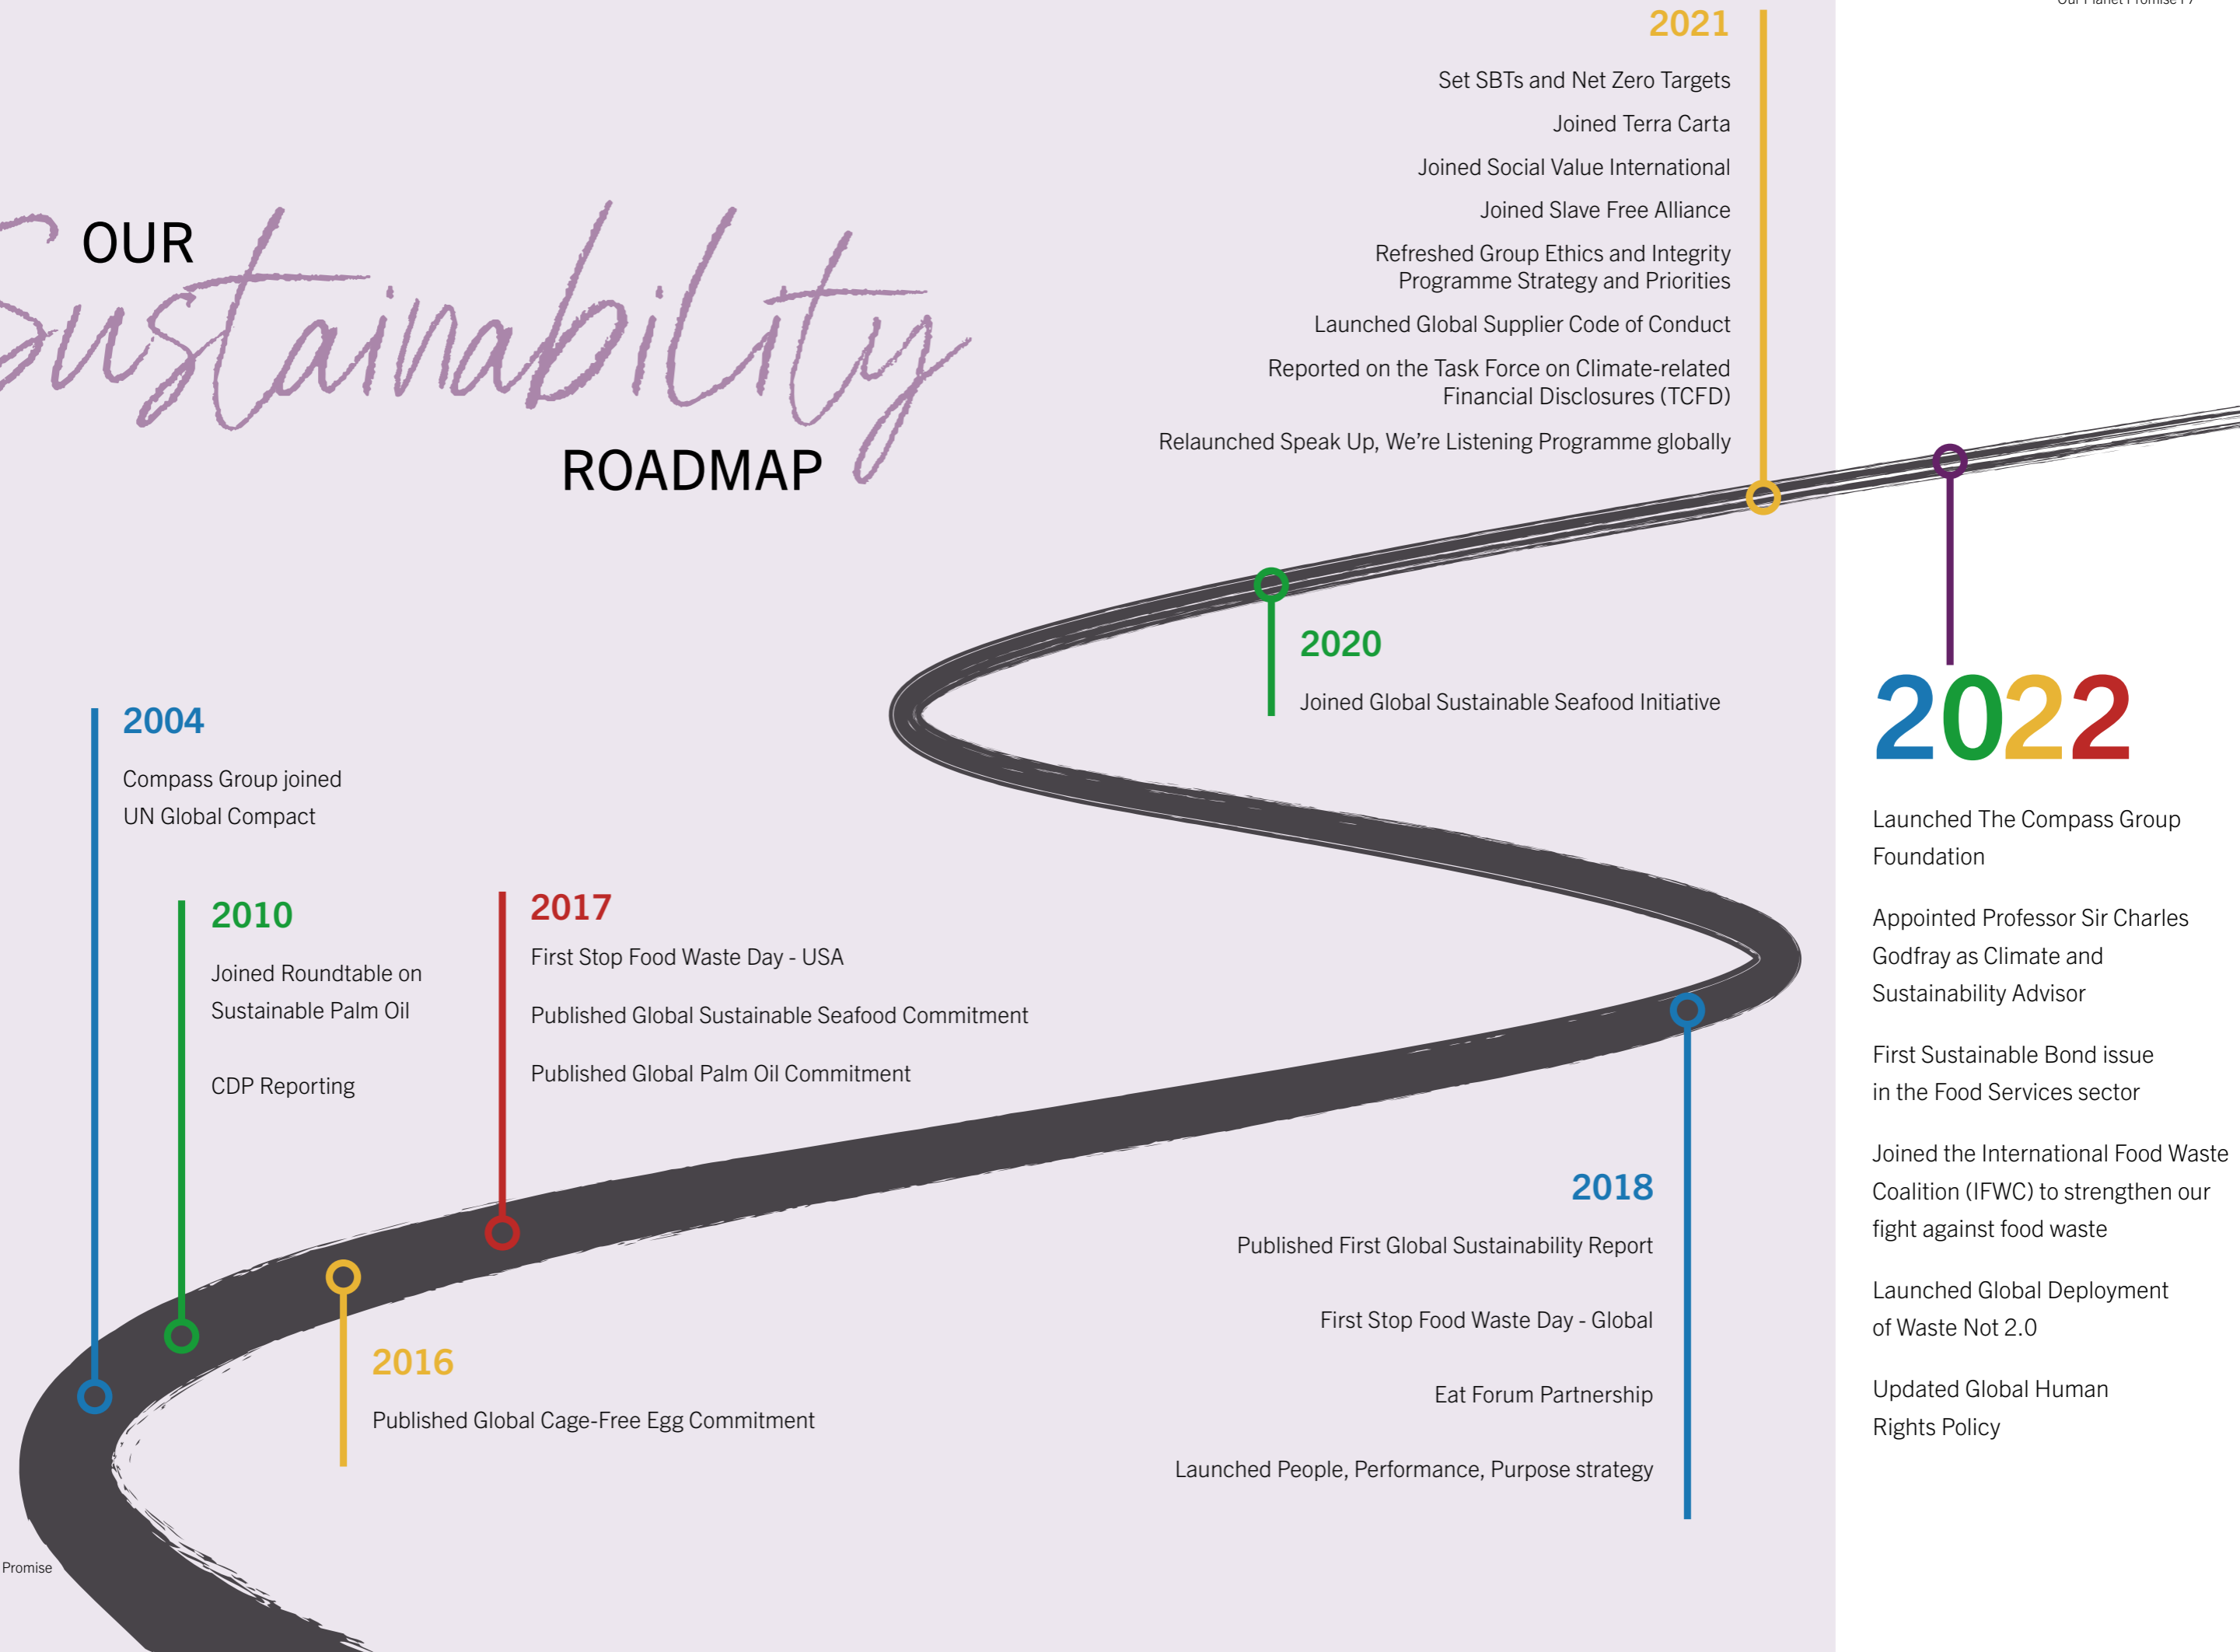 Our Planet Promise | 7
OUR
Sustainability
ROADMAP
2021
Set SBTs and Net Zero Targets
Joined Terra Carta
Joined Social Value International
Joined Slave Free Alliance
Refreshed Group Ethics and Integrity
Programme Strategy and Priorities
Launched Global Supplier Code of Conduct
Reported on the Task Force on Climate-related
Financial Disclosures (TCFD)
Relaunched Speak Up, We’re Listening Programme globally
2020
Joined Global Sustainable Seafood Initiative
2004
Compass Group joined
UN Global Compact
2010
Joined Roundtable on
Sustainable Palm Oil
CDP Reporting
2017
First Stop Food Waste Day - USA
Published Global Sustainable Seafood Commitment
Published Global Palm Oil Commitment
2016
Published Global Cage-Free Egg Commitment
2018
Published First Global Sustainability Report
First Stop Food Waste Day - Global
Eat Forum Partnership
Launched People, Performance, Purpose strategy
2022
Launched The Compass Group
Foundation
Appointed Professor Sir Charles
Godfray as Climate and
Sustainability Advisor
First Sustainable Bond issue
in the Food Services sector
Joined the International Food Waste
Coalition (IFWC) to strengthen our
fight against food waste
Launched Global Deployment
of Waste Not 2.0
Updated Global Human
Rights Policy
Promise